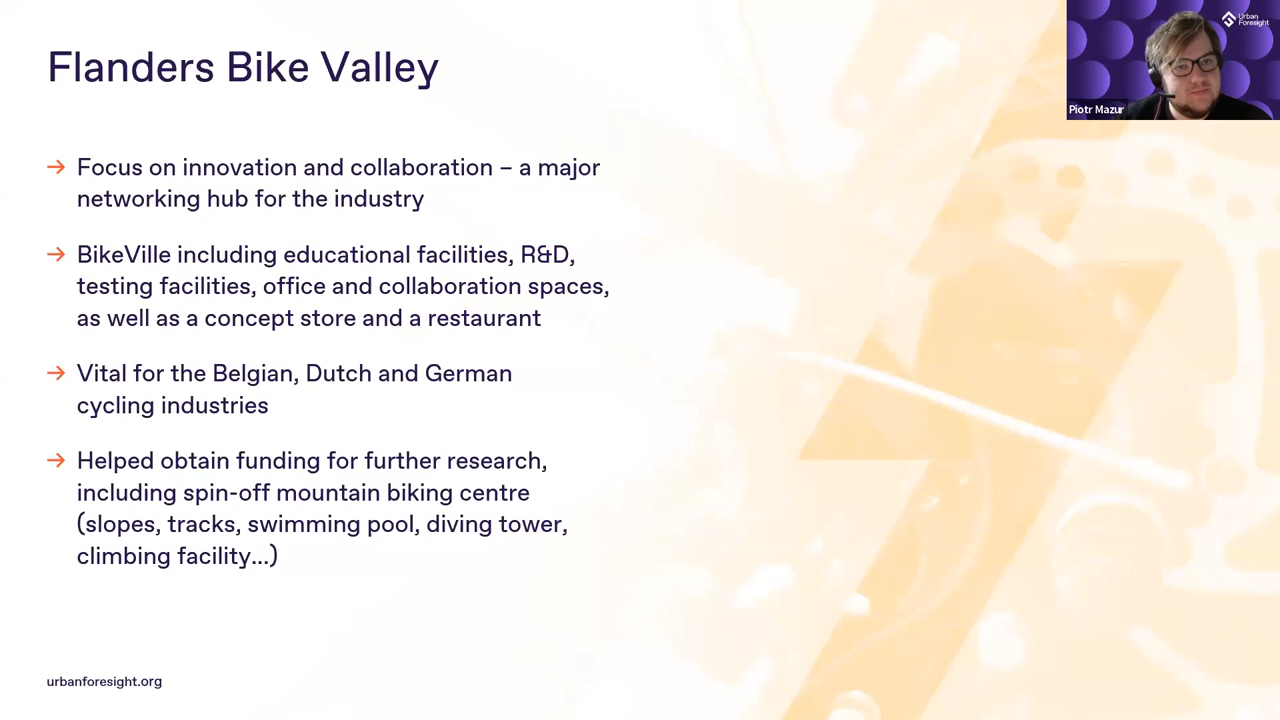 Flanders Bike Valley
Urban
Foresight
Piotr Mazur
→ Focus on innovation and collaboration – a major
networking hub for the industry
→ BikeVille including educational facilities, R&D,
testing facilities, office and collaboration spaces,
as well as a concept store and a restaurant
→ Vital for the Belgian, Dutch and German
cycling industries
→ Helped obtain funding for further research,
including spin-off mountain biking centre
(slopes, tracks, swimming pool, diving tower,
climbing facility...)
urbanforesight.org